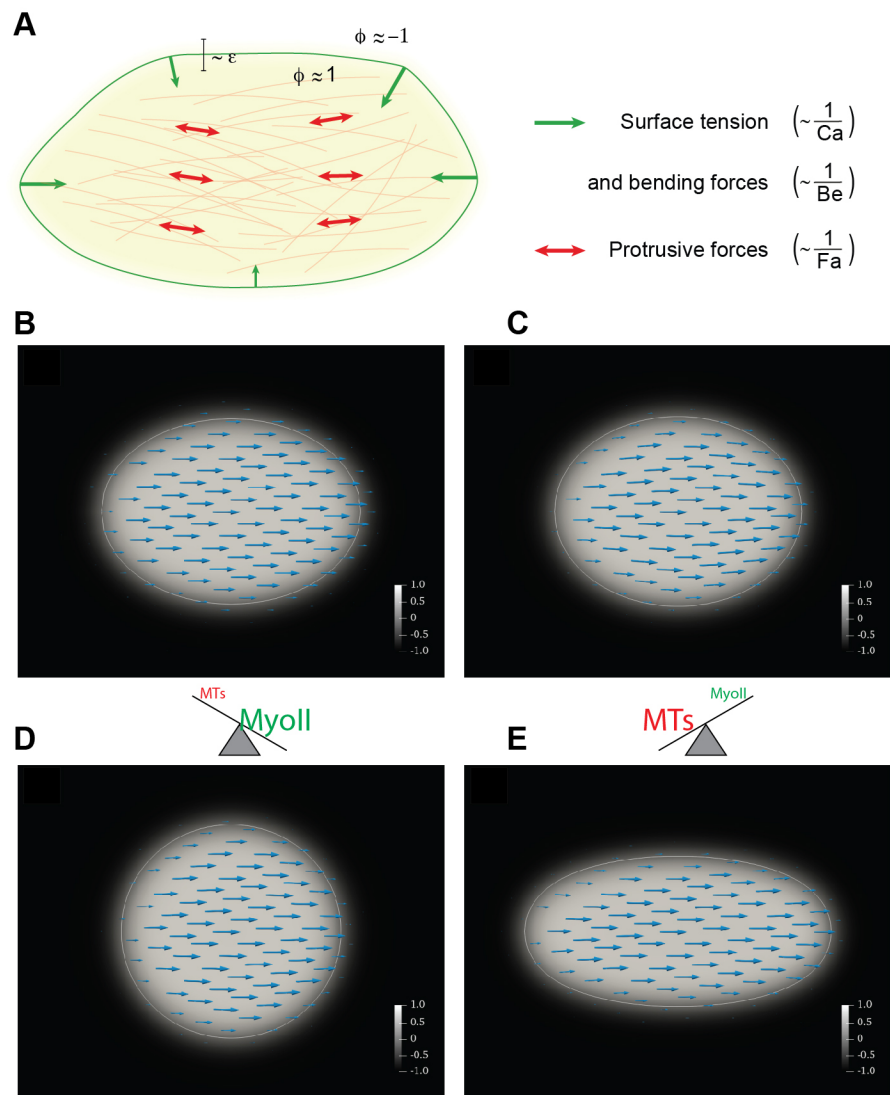 A
~ ε
ϕ ≈ −1
ϕ ≈ 1
Surface tension (~ 1/Ca)
and bending forces (~ 1/Be)
Protrusive forces (~ 1/Fa)
B
C
1.0
0.5
0
−0.5
−1.0
1.0
0.5
0
−0.5
−1.0
MTs
MyoII
MyoII
MTs
D
E
1.0
0.5
0
−0.5
−1.0
1.0
0.5
0
−0.5
−1.0